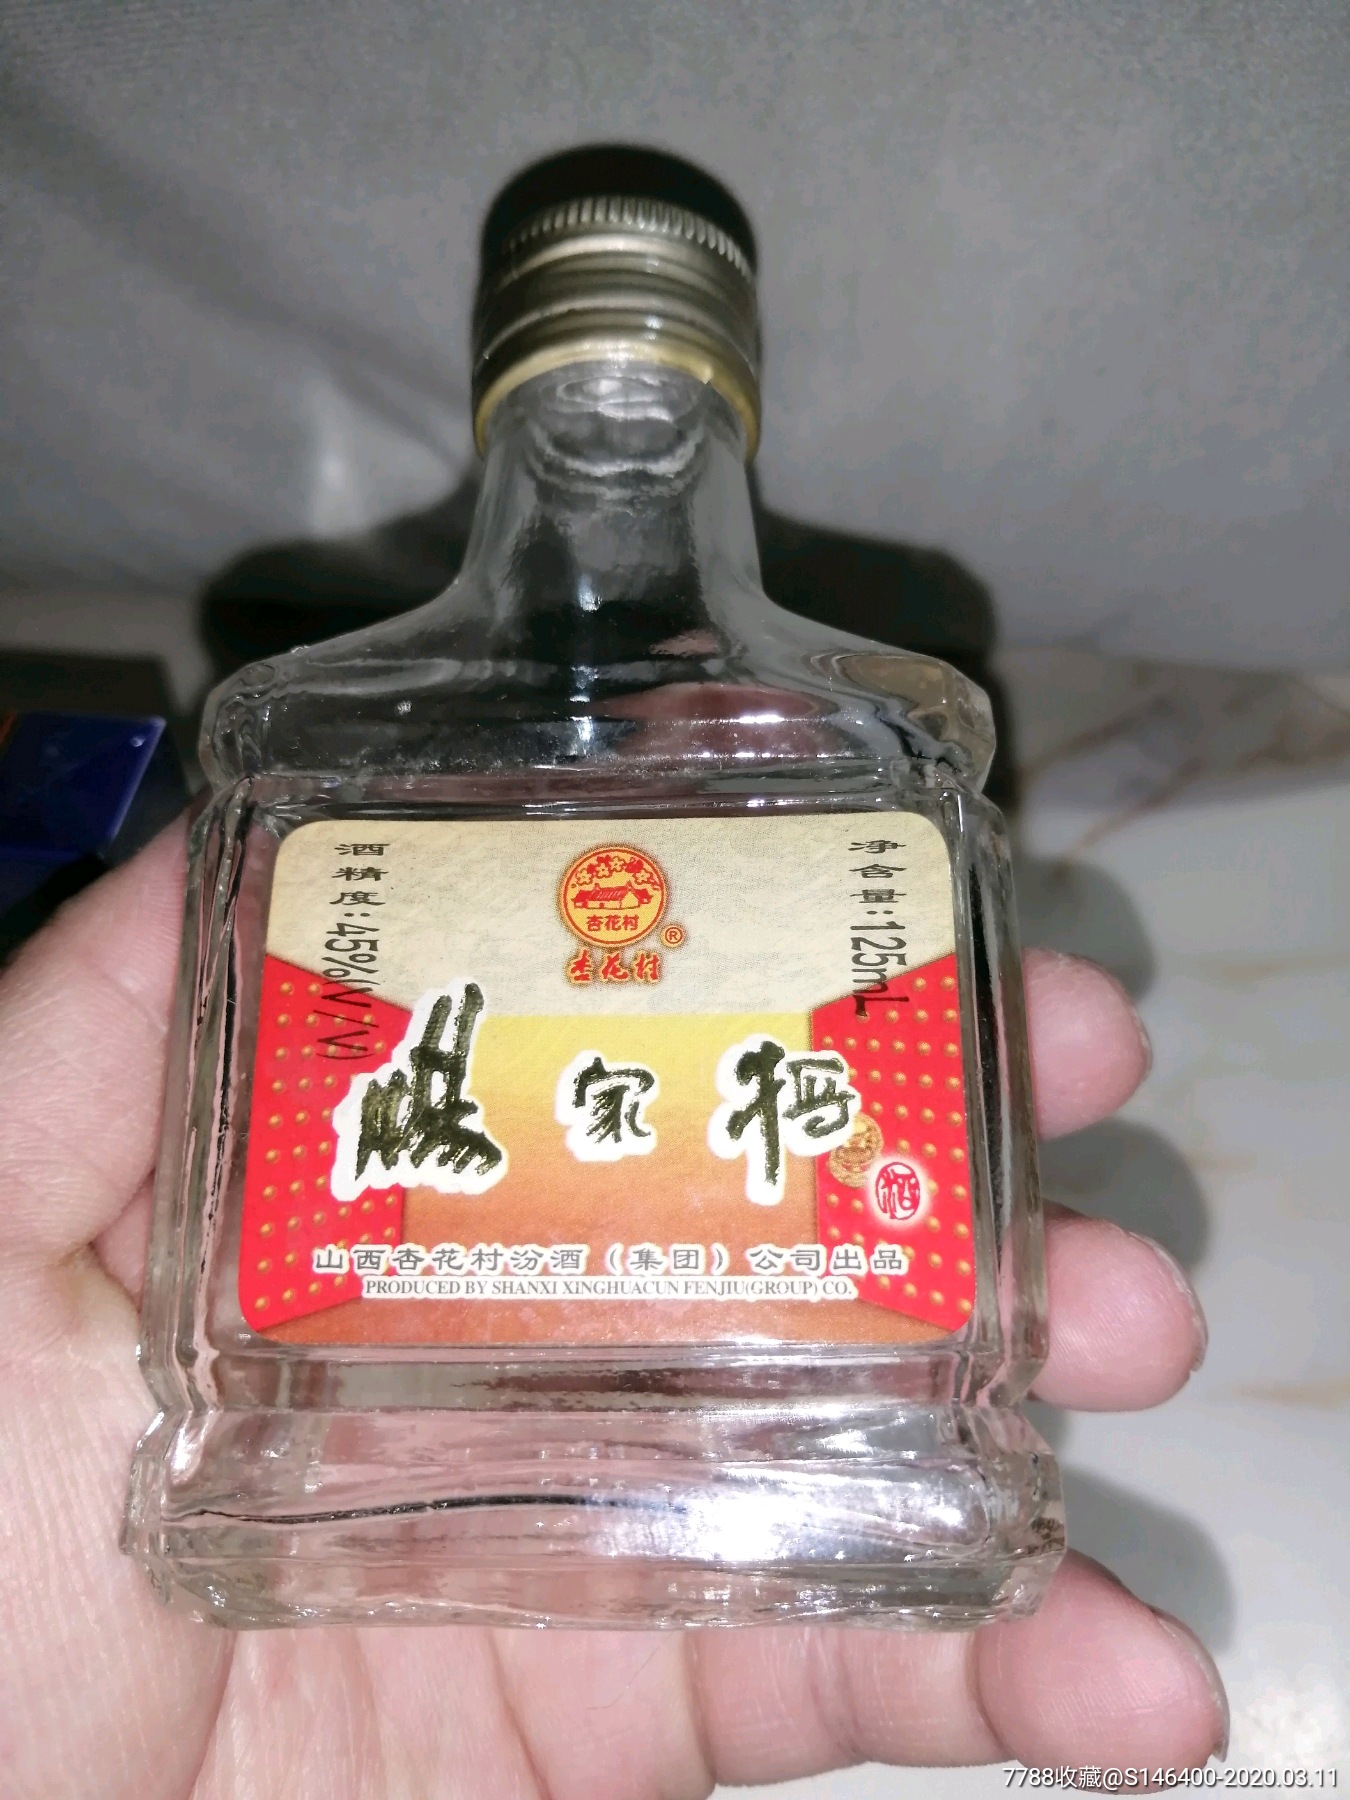 酒精度:45%(V/V)
杏花村
®
杏花村
净含量:125mL
家
酒
山西杏花村汾酒(集团)公司出品
PRODUCED BY SHANXI XINGHUACUN FENJIU(GROUP) CO.
7788收藏@S146400-2020.03.11